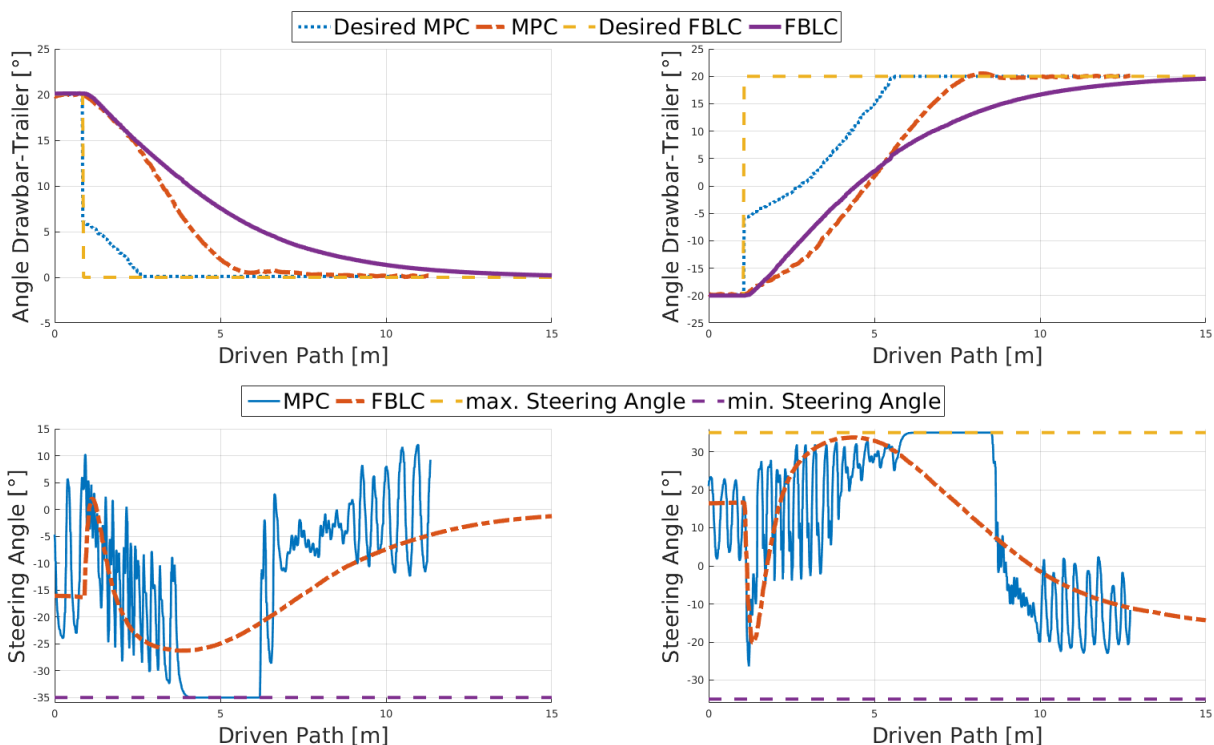 Desired MPC MPC Desired FBLC FBLC
Angle Drawbar-Trailer [°]
25
20
15
10
5
0
-5
0 5 10 15
Driven Path [m]
Angle Drawbar-Trailer [°]
25
20
15
10
5
0
-5
-10
-15
-20
-25
0 5 10 15
Driven Path [m]
MPC FBLC max. Steering Angle min. Steering Angle
Steering Angle [°]
15
10
5
0
-5
-10
-15
-20
-25
-30
-35
0 5 10 15
Driven Path [m]
Steering Angle [°]
30
20
10
0
-10
-20
-30
0 5 10 15
Driven Path [m]